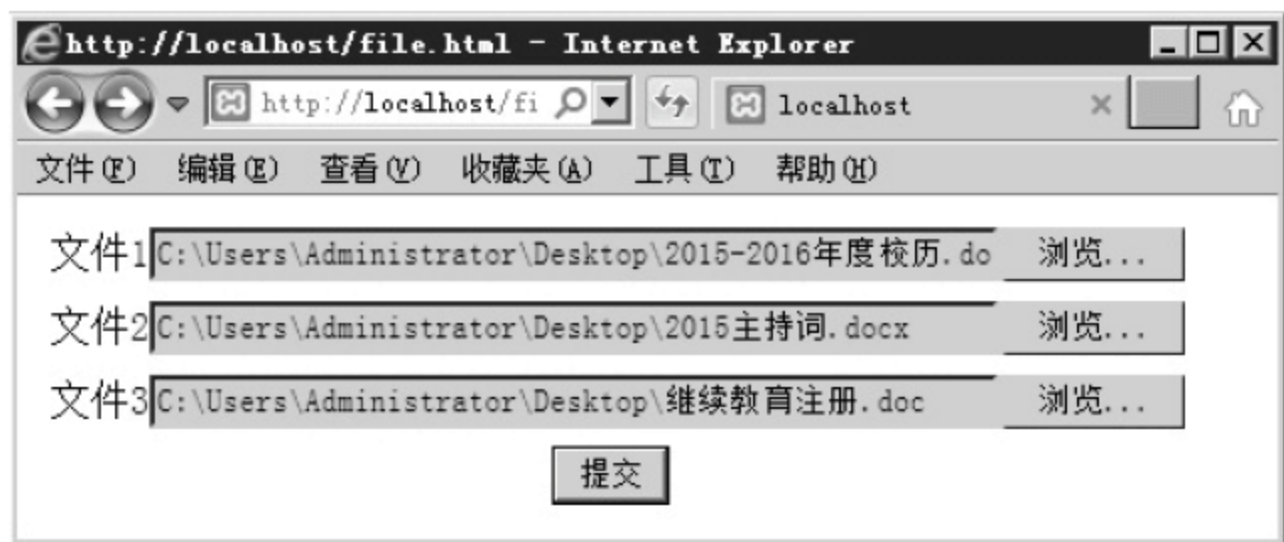 http://localhost/file.html - Internet Explorer
http://localhost/fi localhost
文件(F) 编辑(E) 查看(V) 收藏夹(A) 工具(T) 帮助(H)
文件1 C:\Users\Administrator\Desktop\2015-2016年度校历.do 浏览...
文件2 C:\Users\Administrator\Desktop\2015主持词.docx 浏览...
文件3 C:\Users\Administrator\Desktop\继续教育注册.doc 浏览...
提交